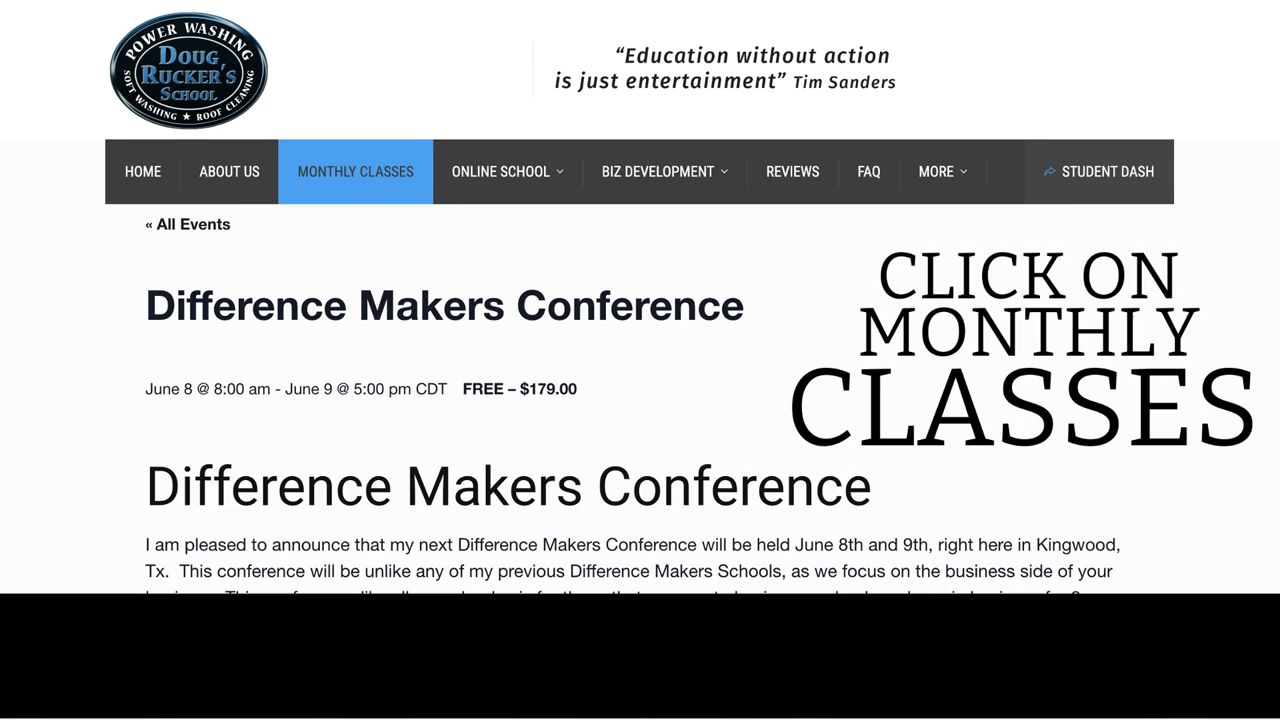 POWER WASHING
DOUG
RUCKER'S
SCHOOL
SOFT WASHING ★ ROOF CLEANING
“Education without action
is just entertainment” Tim Sanders
HOME
ABOUT US
MONTHLY CLASSES
ONLINE SCHOOL
BIZ DEVELOPMENT
REVIEWS
FAQ
MORE
STUDENT DASH
« All Events
CLICK ON
MONTHLY
CLASSES
Difference Makers Conference
June 8 @ 8:00 am - June 9 @ 5:00 pm CDT FREE – $179.00
Difference Makers Conference
I am pleased to announce that my next Difference Makers Conference will be held June 8th and 9th, right here in Kingwood,
Tx. This conference will be unlike any of my previous Difference Makers Schools, as we focus on the business side of your